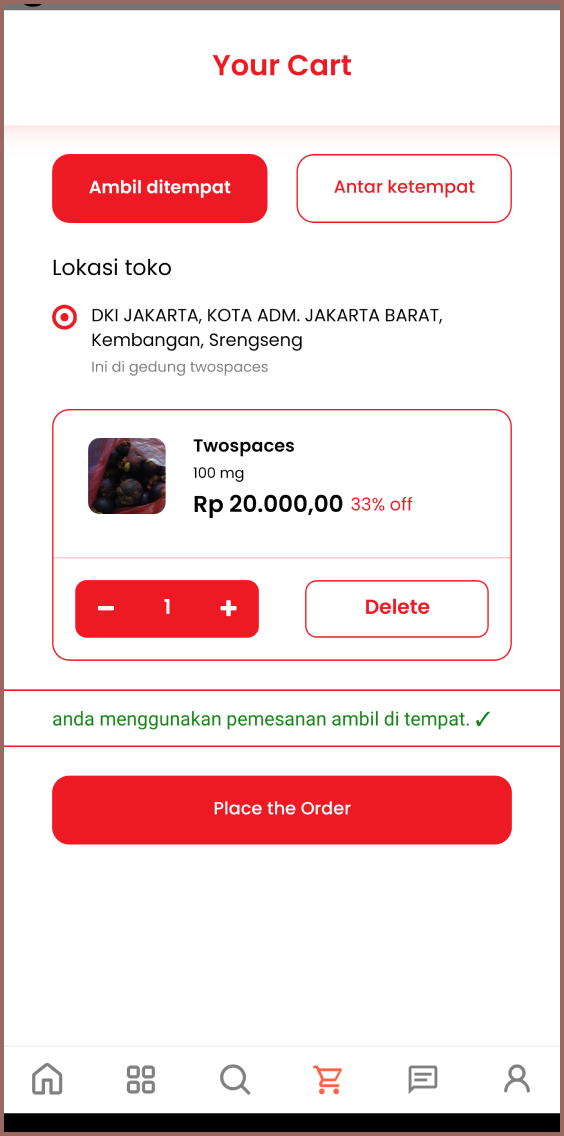 Your Cart
Ambil ditempat
Antar ketempat
Lokasi toko
DKI JAKARTA, KOTA ADM. JAKARTA BARAT,
Kembangan, Srengseng
Ini di gedung twospaces
Twospaces
100 mg
Rp 20.000,00 33% off
1
Delete
anda menggunakan pemesanan ambil di tempat. ✓
Place the Order